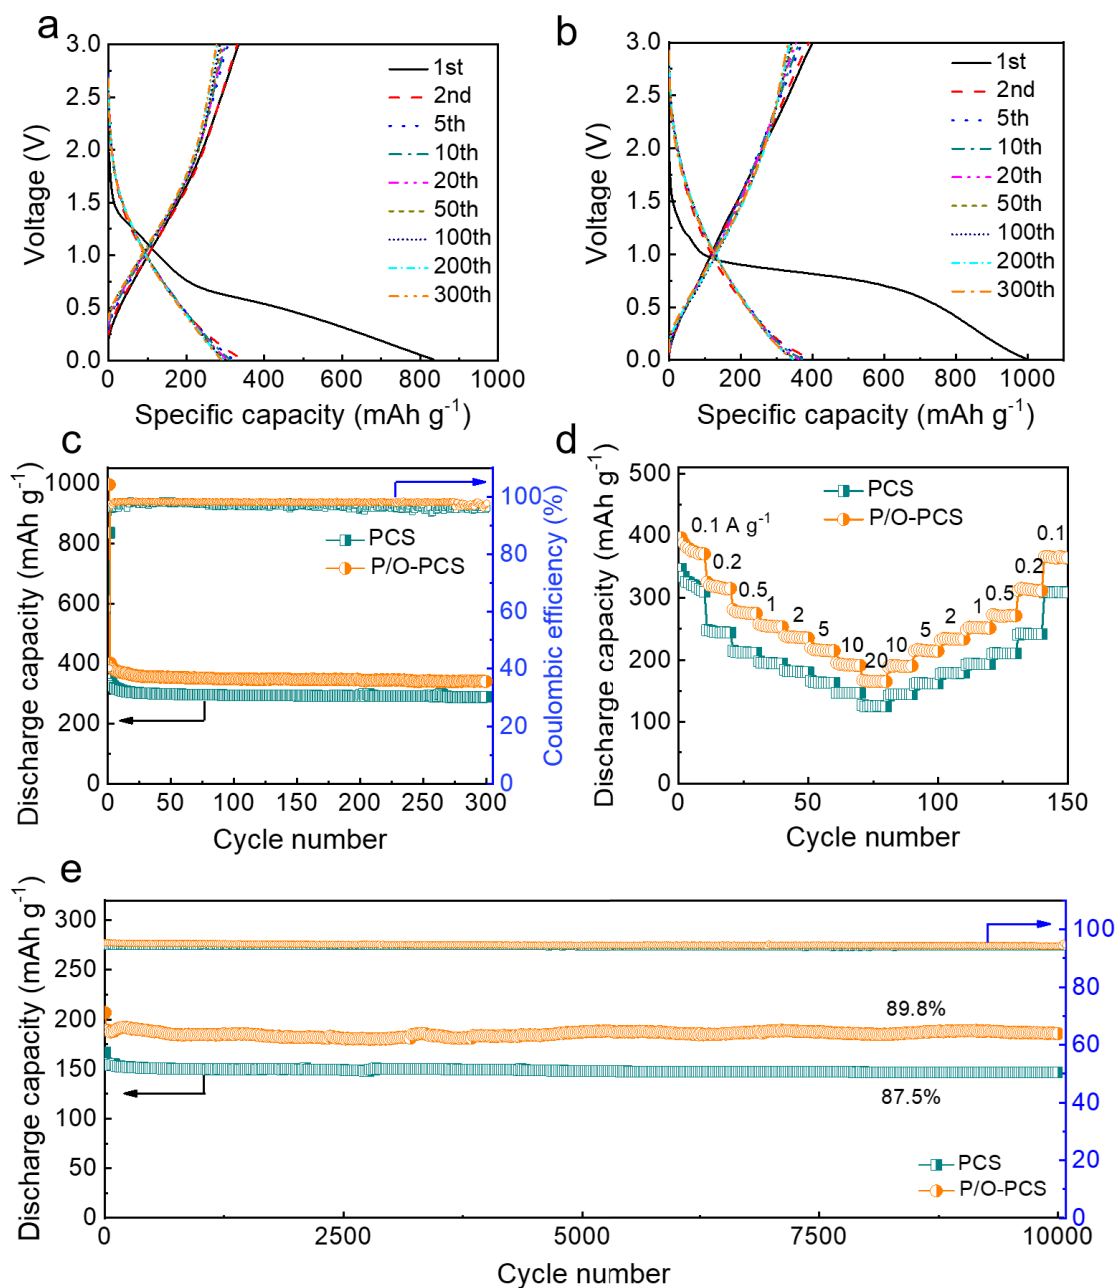 a
3.0
2.5
2.0
1.5
1.0
0.5
0.0
Voltage (V)
1st
2nd
5th
10th
20th
50th
100th
200th
300th
0
200
400
600
800
1000
Specific capacity (mAh g⁻¹)
b
3.0
2.5
2.0
1.5
1.0
0.5
0.0
Voltage (V)
1st
2nd
5th
10th
20th
50th
100th
200th
300th
0
200
400
600
800
1000
Specific capacity (mAh g⁻¹)
c
1000
800
600
400
200
0
Discharge capacity (mAh g⁻¹)
PCS
P/O-PCS
100
80
60
40
20
0
Coulombic efficiency (%)
0
50
100
150
200
250
300
Cycle number
d
500
400
300
200
100
0
Discharge capacity (mAh g⁻¹)
PCS
P/O-PCS
0.1 A g⁻¹
0.2
0.5
1
2
5
10
20
10
5
2
1
0.5
0.2
0.1
0
50
100
150
Cycle number
e
300
250
200
150
100
50
0
Discharge capacity (mAh g⁻¹)
89.8%
87.5%
PCS
P/O-PCS
100
80
60
40
20
0
0
2500
5000
7500
10000
Cycle number